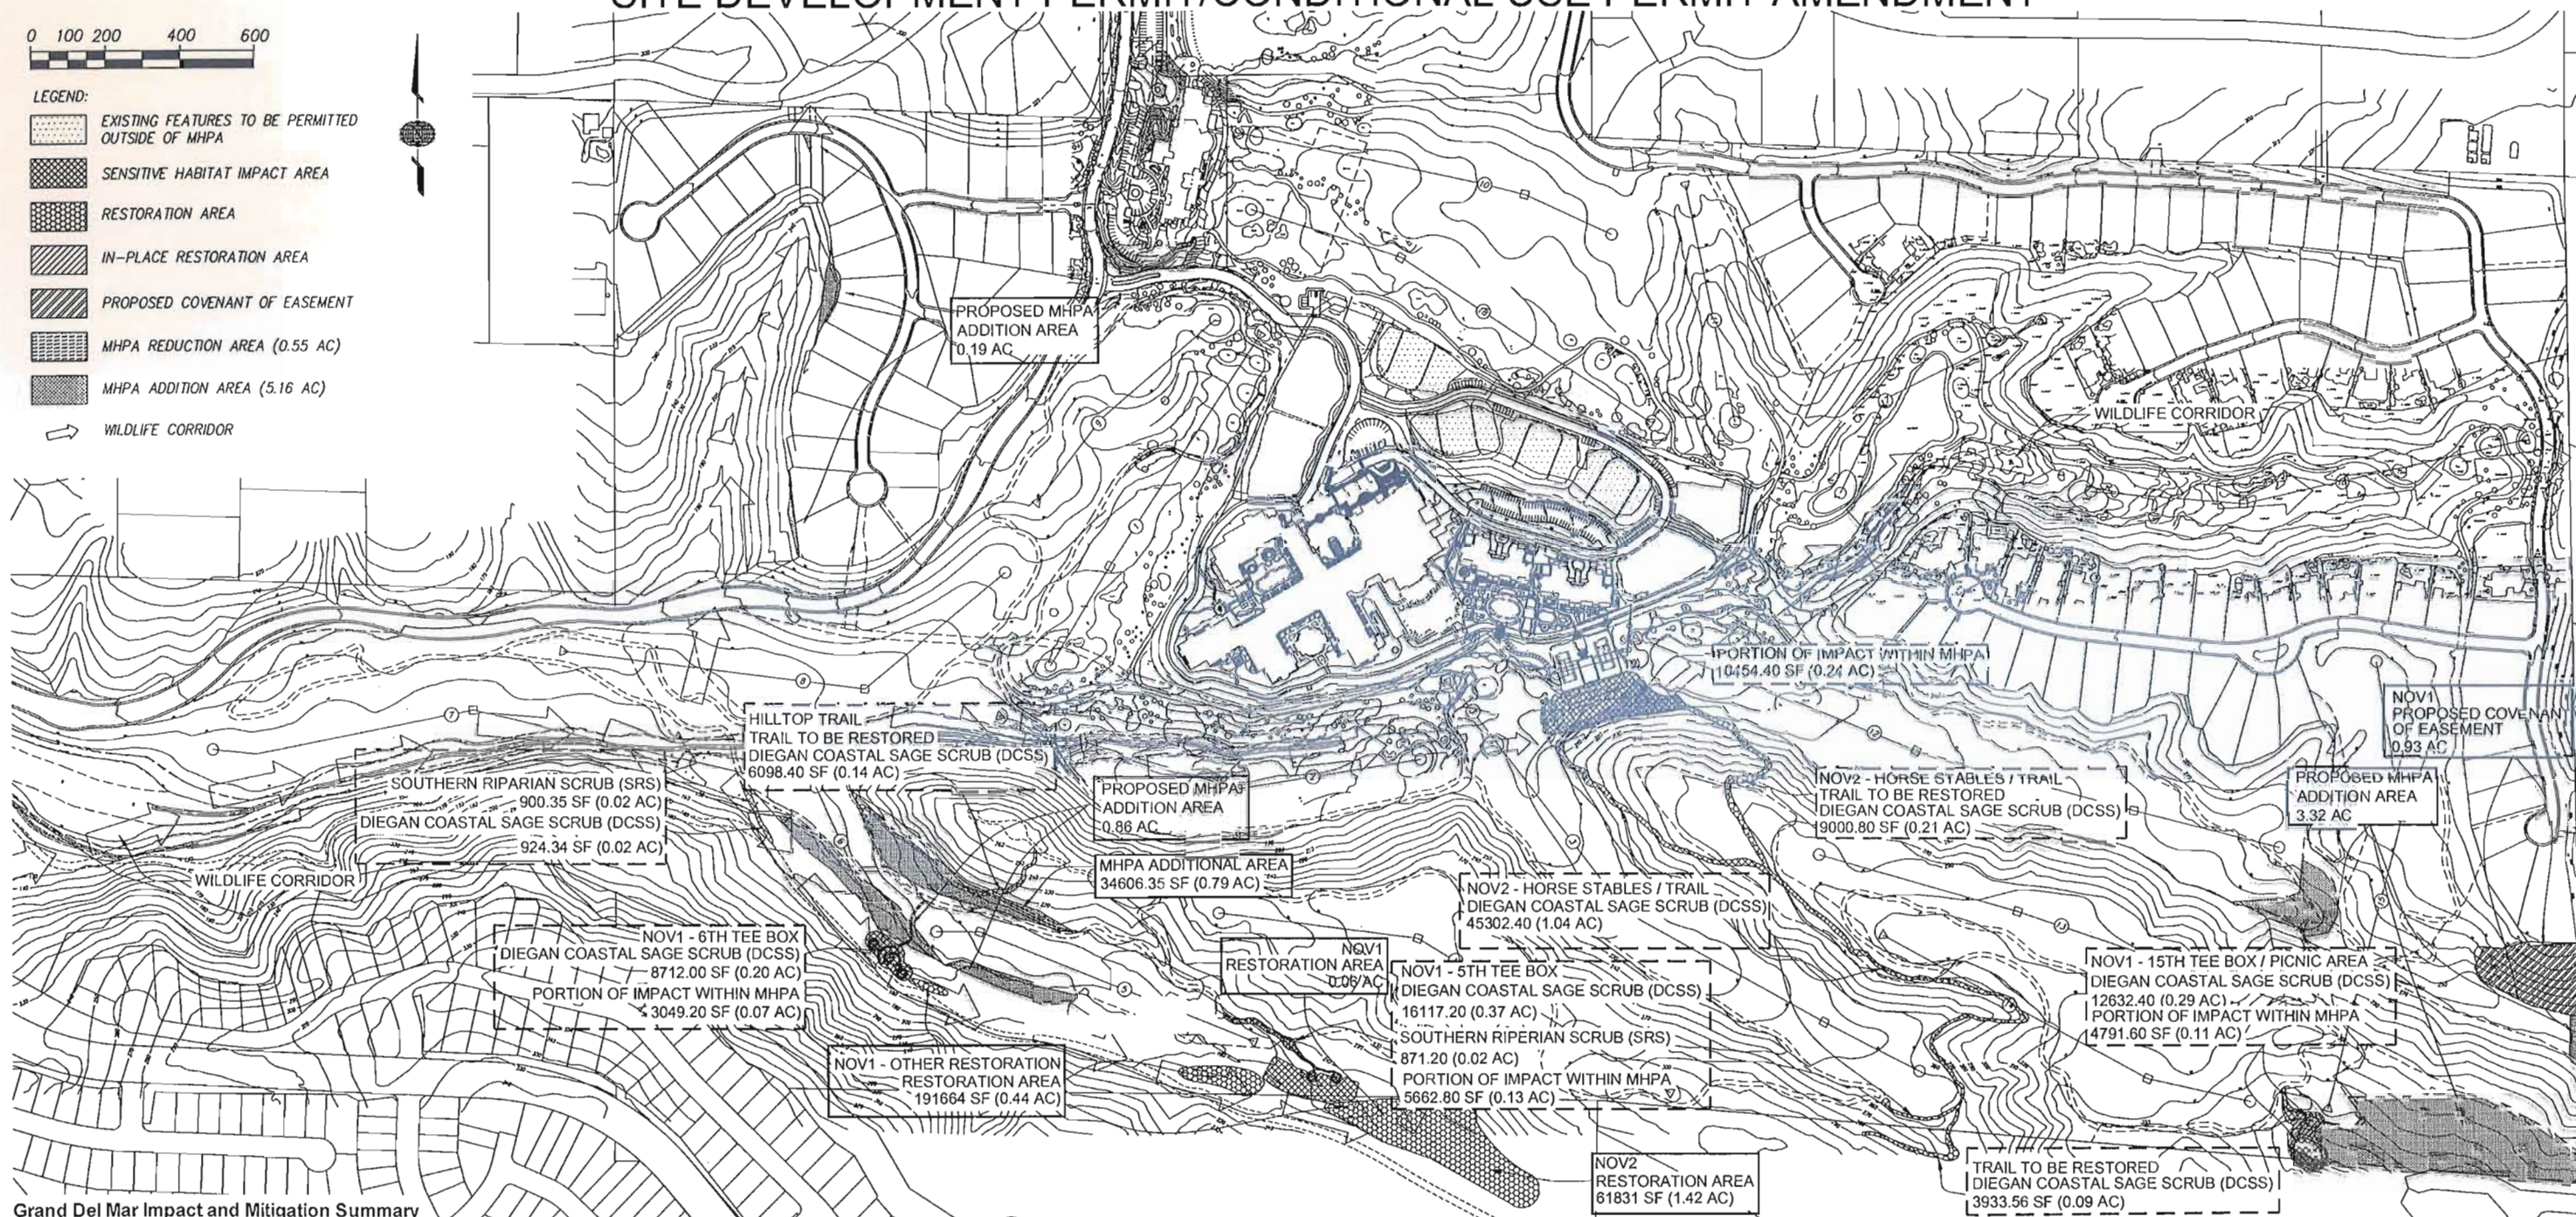 SITE DEVELOPMENT PERMIT/CONDITIONAL USE PERMIT AMENDMENT
0 100 200 400 600
LEGEND:
EXISTING FEATURES TO BE PERMITTED
OUTSIDE OF MHPA
SENSITIVE HABITAT IMPACT AREA
RESTORATION AREA
IN-PLACE RESTORATION AREA
PROPOSED COVENANT OF EASEMENT
MHPA REDUCTION AREA (0.55 AC)
MHPA ADDITION AREA (5.16 AC)
WILDLIFE CORRIDOR
PROPOSED MHPA
ADDITION AREA
0.19 AC
WILDLIFE CORRIDOR
PORTION OF IMPACT WITHIN MHPA
10454.40 SF (0.24 AC)
NOV1
PROPOSED COVENANT
OF EASEMENT
0.93 AC
HILLTOP TRAIL
TRAIL TO BE RESTORED
DIEGAN COASTAL SAGE SCRUB (DCSS)
6098.40 SF (0.14 AC)
SOUTHERN RIPARIAN SCRUB (SRS)
900.35 SF (0.02 AC)
DIEGAN COASTAL SAGE SCRUB (DCSS)
924.34 SF (0.02 AC)
PROPOSED MHPA
ADDITION AREA
0.86 AC
NOV2 - HORSE STABLES / TRAIL
TRAIL TO BE RESTORED
DIEGAN COASTAL SAGE SCRUB (DCSS)
9000.80 SF (0.21 AC)
PROPOSED MHPA
ADDITION AREA
3.32 AC
WILDLIFE CORRIDOR
MHPA ADDITIONAL AREA
34606.35 SF (0.79 AC)
NOV2 - HORSE STABLES / TRAIL
DIEGAN COASTAL SAGE SCRUB (DCSS)
45302.40 (1.04 AC)
NOV1 - 6TH TEE BOX
DIEGAN COASTAL SAGE SCRUB (DCSS)
8712.00 SF (0.20 AC)
PORTION OF IMPACT WITHIN MHPA
3049.20 SF (0.07 AC)
NOV1
RESTORATION AREA
0.06 AC
NOV1 - 5TH TEE BOX
DIEGAN COASTAL SAGE SCRUB (DCSS)
16117.20 SF (0.37 AC)
SOUTHERN RIPERIAN SCRUB (SRS)
871.20 (0.02 AC)
PORTION OF IMPACT WITHIN MHPA
5662.80 SF (0.13 AC)
NOV1 - 15TH TEE BOX / PICNIC AREA
DIEGAN COASTAL SAGE SCRUB (DCSS)
12632.40 (0.29 AC)
PORTION OF IMPACT WITHIN MHPA
4791.60 SF (0.11 AC)
NOV1 - OTHER RESTORATION
RESTORATION AREA
191664 SF (0.44 AC)
NOV2
RESTORATION AREA
61831 SF (1.42 AC)
TRAIL TO BE RESTORED
DIEGAN COASTAL SAGE SCRUB (DCSS)
3933.56 SF (0.09 AC)
Grand Del Mar Impact and Mitigation Summary